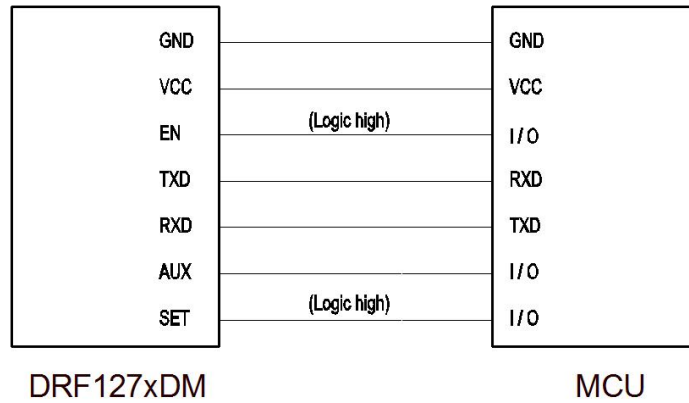 GND GND
VCC VCC
EN (Logic high) I/O
TXD RXD
RXD TXD
AUX I/O
SET (Logic high) I/O
DRF127xDM MCU